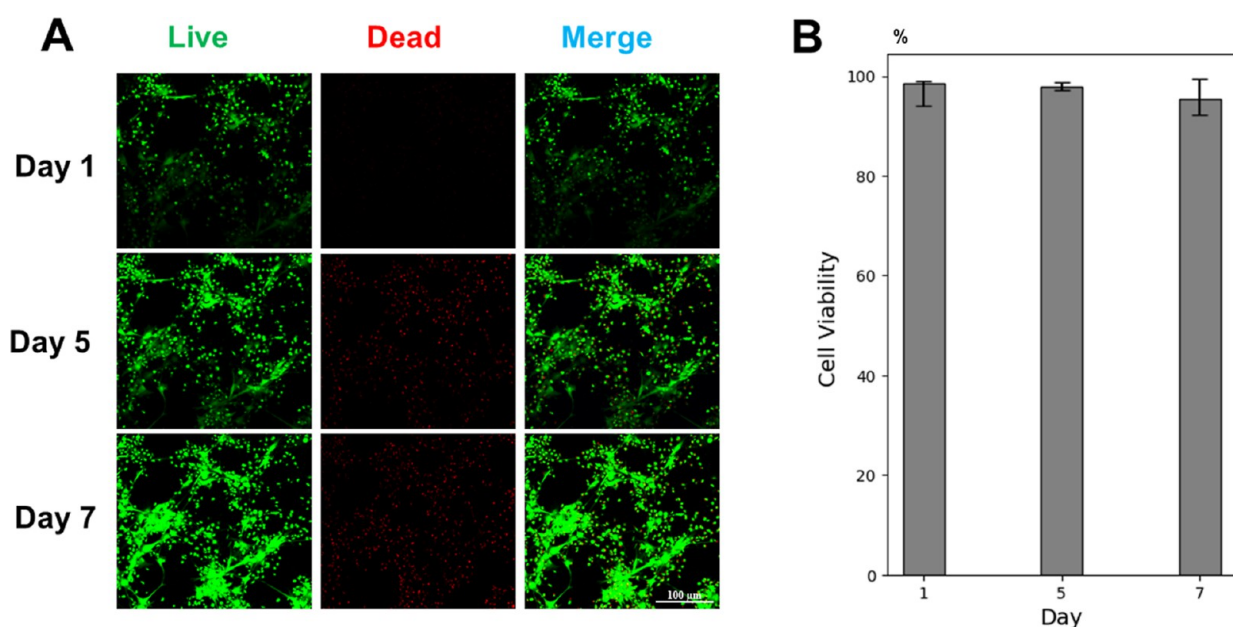 A
Live Dead Merge
Day 1
Day 5
Day 7
100 μm
B
%
100
80
60
40
20
0
Cell Viability
1 5 7
Day